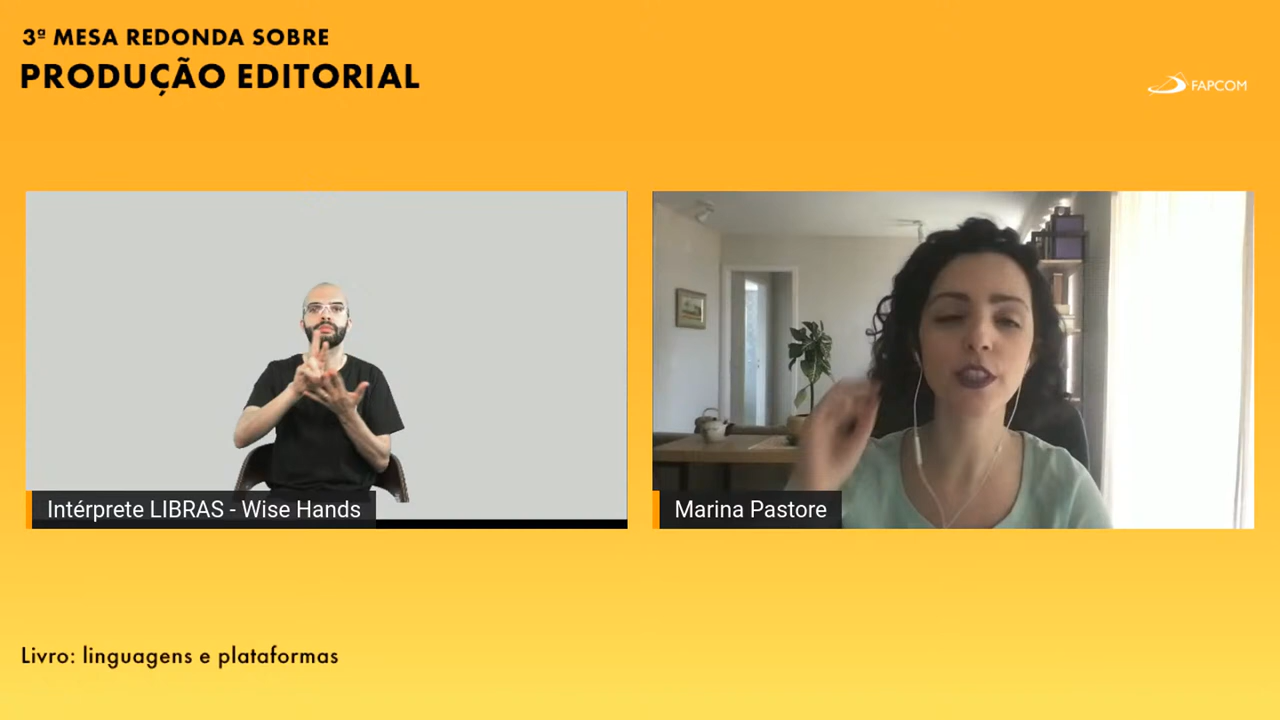 3ª MESA REDONDA SOBRE
PRODUÇÃO EDITORIAL
FAPCOM
Intérprete LIBRAS - Wise Hands
Marina Pastore
Livro: linguagens e plataformas